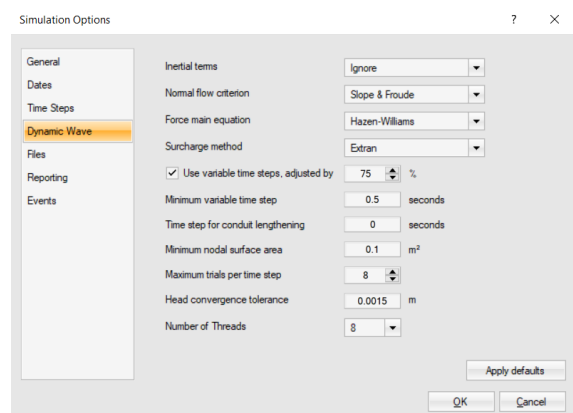 Simulation Options ? ×
General
Dates
Time Steps
Dynamic Wave
Files
Reporting
Events
Inertial terms Ignore
Normal flow criterion Slope & Froude
Force main equation Hazen-Williams
Surcharge method Extran
Use variable time steps, adjusted by 75 %
Minimum variable time step 0.5 seconds
Time step for conduit lengthening 0 seconds
Minimum nodal surface area 0.1 m²
Maximum trials per time step 8
Head convergence tolerance 0.0015 m
Number of Threads 8
Apply defaults
OK Cancel